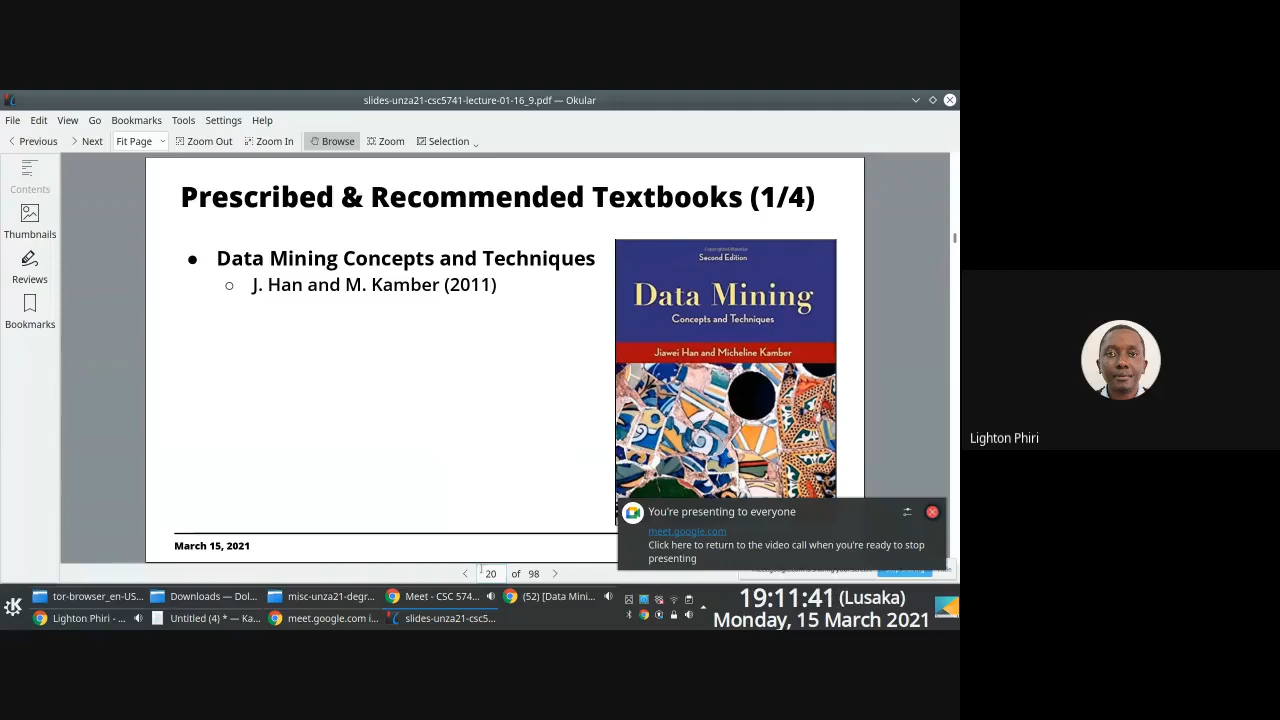 slides-unza21-csc5741-lecture-01-16_9.pdf — Okular
File Edit View Go Bookmarks Tools Settings Help
Previous Next Fit Page Zoom Out Zoom In Browse Zoom Selection
Contents
Thumbnails
Reviews
Bookmarks
Prescribed & Recommended Textbooks (1/4)
● Data Mining Concepts and Techniques
○ J. Han and M. Kamber (2011)
Second Edition
Data Mining
Concepts and Techniques
Jiawei Han and Micheline Kamber
March 15, 2021
You're presenting to everyone
meet.google.com
Click here to return to the video call when you're ready to stop
presenting
20 of 98
Lighton Phiri
tor-browser_en-US... Downloads — Dol... misc-unza21-degr... Meet - CSC 574... (52) [Data Mini...
Lighton Phiri - ... Untitled (4) * — Ka... meet.google.com i... slides-unza21-csc5...
19:11:41 (Lusaka)
Monday, 15 March 2021